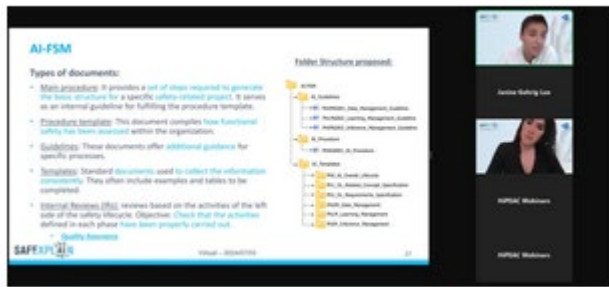 AI-FSM
Types of documents:
Main procedure: It provides a set of steps required to generate
the basic structure for a specific safety-related project. It serves
as an internal guideline for fulfilling the procedure template.
Procedure template: This document compiles how functional
safety has been assessed within the organization.
Guidelines: These documents offer additional guidance for
specific processes.
Templates: Standard documents used to collect the information
consistently. They often include examples and tables to be
completed.
Internal Reviews (IRs): reviews based on the activities of the left
side of the safety lifecycle. Objective: Check that the activities
defined in each phase have been properly carried out.
Quality Assurance
SAFEXPLAIN
Virtual –
27
Folder Structure proposed:
AI-FSM
AI_Guidelines
AI_Procedure
AI_Templates
Janine Gehrig Lux
HiPEAC Webinars
HiPEAC Webinars